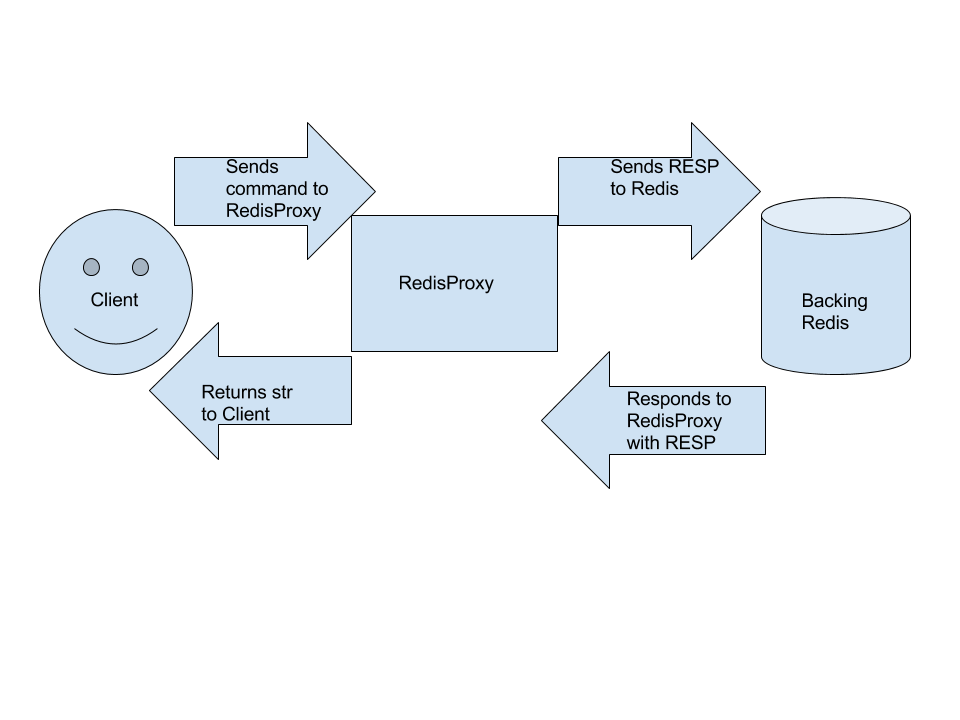 Sends
command to
RedisProxy
Sends RESP
to Redis
Client
RedisProxy
Backing
Redis
Returns str
to Client
Responds to
RedisProxy
with RESP